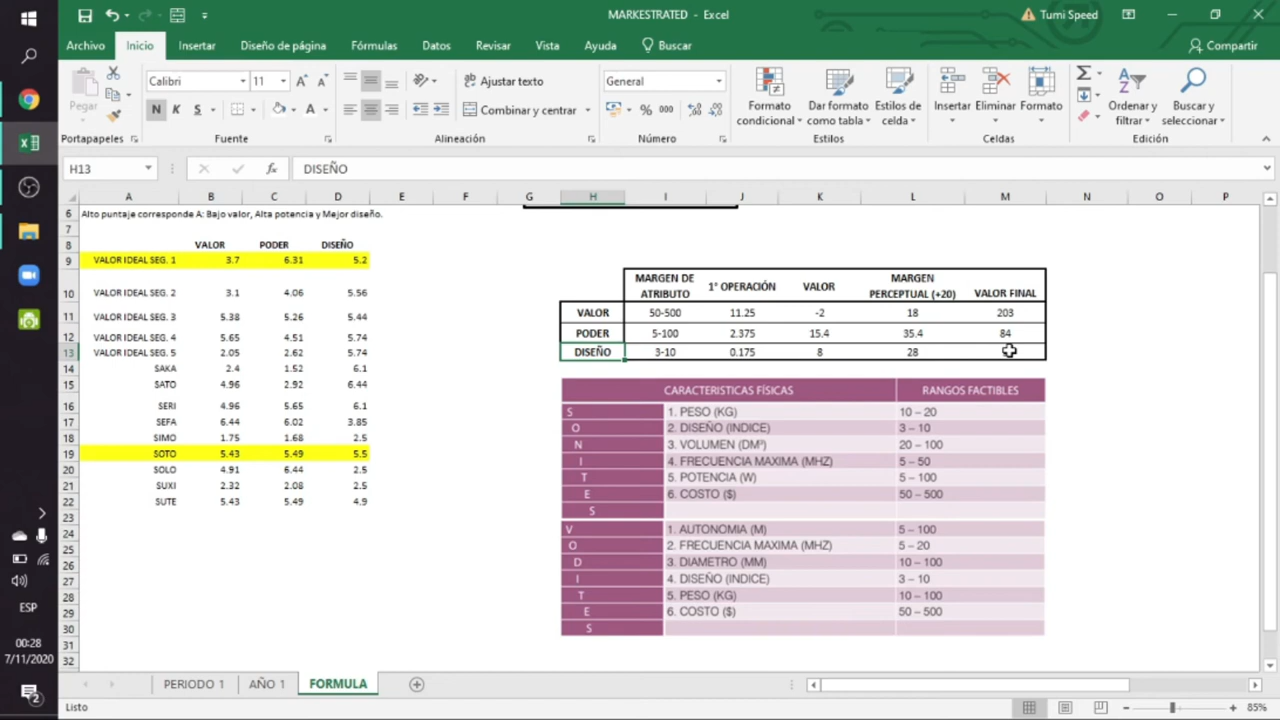 MARKESTRATED - Excel
Tumi Speed
Archivo Inicio Insertar Diseño de página Fórmulas Datos Revisar Vista Ayuda Buscar Compartir
Pegar
Calibri 11
N K S
Ajustar texto
Combinar y centrar
General
% 000
Formato condicional
Dar formato como tabla
Estilos de celda
Insertar Eliminar Formato
Ordenar y filtrar
Buscar y seleccionar
Portapapeles Fuente Alineación Número Estilos Celdas Edición
H13 fx DISEÑO
A B C D E F G H I J K L M N O P
6 Alto puntaje corresponde A: Bajo valor, Alta potencia y Mejor diseño.
7
8 VALOR PODER DISEÑO
9 VALOR IDEAL SEG. 1 3.7 6.31 5.2
10 VALOR IDEAL SEG. 2 3.1 4.06 5.56
11 VALOR IDEAL SEG. 3 5.38 5.26 5.44
12 VALOR IDEAL SEG. 4 5.65 4.51 5.74
13 VALOR IDEAL SEG. 5 2.05 2.62 5.74
14 SAKA 2.4 1.52 6.1
15 SATO 4.96 2.92 6.44
16 SERI 4.96 5.65 6.1
17 SEFA 6.44 6.02 3.85
18 SIMO 1.75 1.68 2.5
19 SOTO 5.43 5.49 5.5
20 SOLO 4.91 6.44 2.5
21 SUXI 2.32 2.08 2.5
22 SUTE 5.43 5.49 4.9
23
24
25
26
27
28
29
30
31
32
MARGEN DE ATRIBUTO 1° OPERACIÓN VALOR MARGEN PERCEPTUAL (+20) VALOR FINAL
VALOR 50-500 11.25 -2 18 203
PODER 5-100 2.375 15.4 35.4 84
DISEÑO 3-10 0.175 8 28
CARACTERISTICAS FÍSICAS RANGOS FACTIBLES
S 1. PESO (KG) 10 – 20
O 2. DISEÑO (INDICE) 3 – 10
N 3. VOLUMEN (DM³) 20 – 100
I 4. FRECUENCIA MAXIMA (MHZ) 5 – 50
T 5. POTENCIA (W) 5 – 100
E 6. COSTO ($) 50 – 500
S
V 1. AUTONOMIA (M) 5 – 100
O 2. FRECUENCIA MAXIMA (MHZ) 5 – 20
D 3. DIAMETRO (MM) 10 – 100
I 4. DISEÑO (INDICE) 3 – 10
T 5. PESO (KG) 10 – 100
E 6. COSTO ($) 50 – 500
S
ESP
00:28
7/11/2020
2
PERIODO 1 AÑO 1 FORMULA
Listo
85%